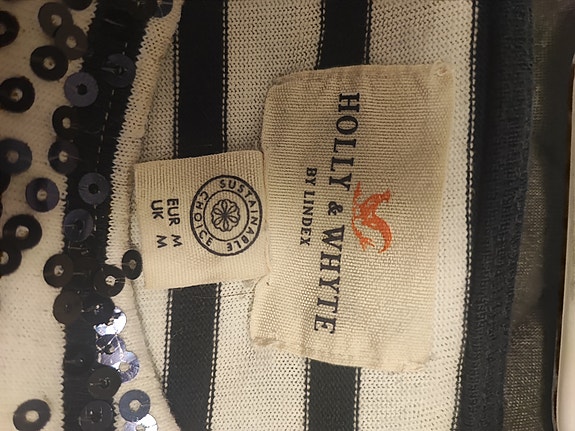 HOLLY & WHYTE
BY LINDEX
SUSTAINABLE
CHOICE
EUR M
UK M